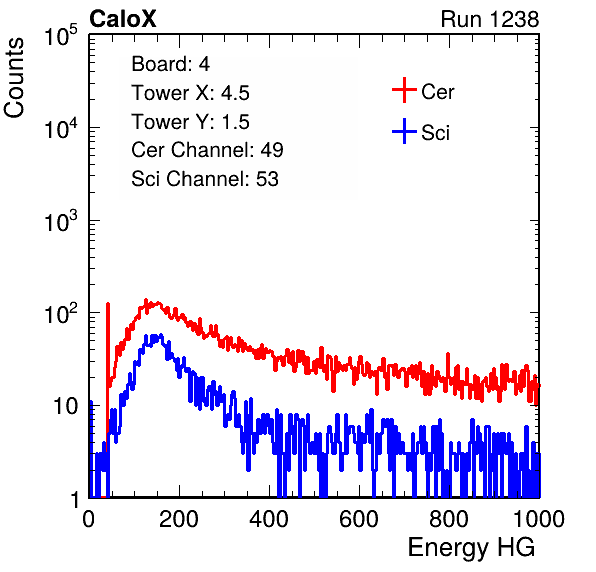 CaloX Run 1238
Counts
10^5
10^4
10^3
10^2
10
1
Board: 4
Tower X: 4.5
Tower Y: 1.5
Cer Channel: 49
Sci Channel: 53
Cer
Sci
0 200 400 600 800 1000
Energy HG